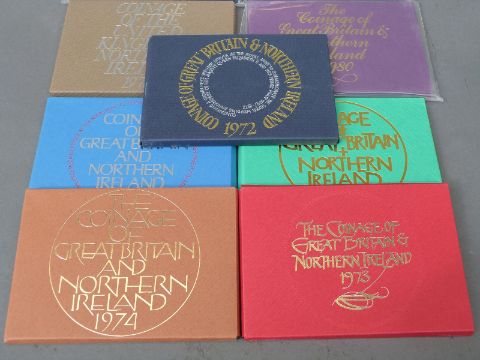 COINAGE
OF THE
UNITED
KINGDOM
NORTHERN
IRELAND
The
Coinage of
Great Britain &
Northern
Ireland
1980
COINAGE OF GREAT BRITAIN & NORTHERN IRELAND
1972
COINAGE
OF
GREAT BRITAIN
AND
NORTHERN
IRELAND
COINAGE
OF
GREAT BRITAIN
+
NORTHERN
IRELAND
THE
COINAGE
OF
GREAT BRITAIN
AND
NORTHERN
IRELAND
1974
THE COINAGE OF
GREAT BRITAIN &
NORTHERN IRELAND
1973